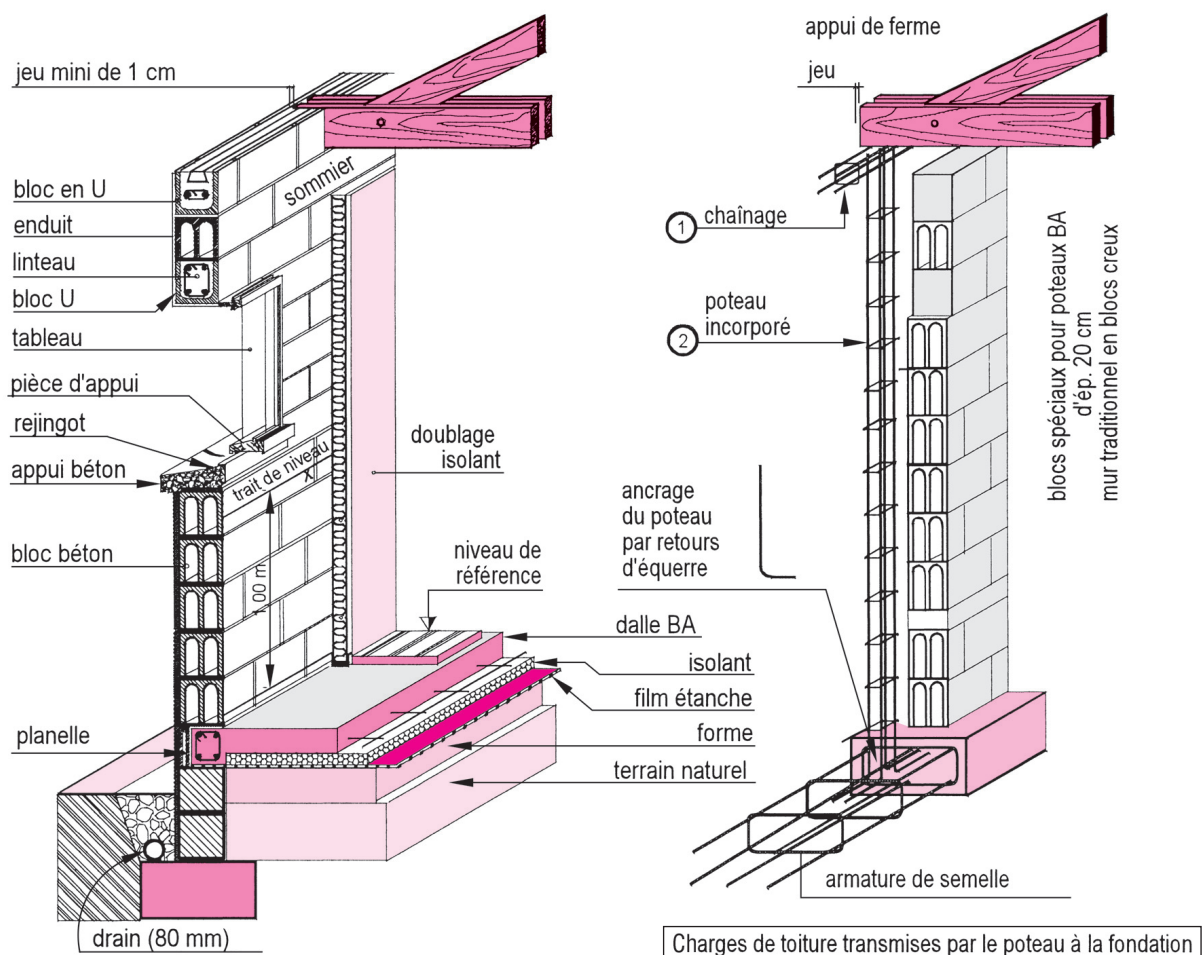 jeu mini de 1 cm
sommier
bloc en U
enduit
linteau
bloc U
tableau
pièce d'appui
rejingot
appui béton
trait de niveau
x
bloc béton
doublage
isolant
niveau de
référence
dalle BA
isolant
film étanche
forme
terrain naturel
planelle
drain (80 mm)
appui de ferme
jeu
1
chaînage
2
poteau
incorporé
ancrage
du poteau
par retours
d'équerre
blocs spéciaux pour poteaux BA
d'ép. 20 cm
mur traditionnel en blocs creux
armature de semelle
Charges de toiture transmises par le poteau à la fondation